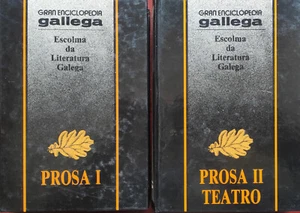 GRAN ENCICLOPEDIA
gallega
Escolma
da
Literatura
Galega
PROSA I
GRAN ENCICLOPEDIA
gallega
Escolma
da
Literatura
Galega
PROSA II
TEATRO